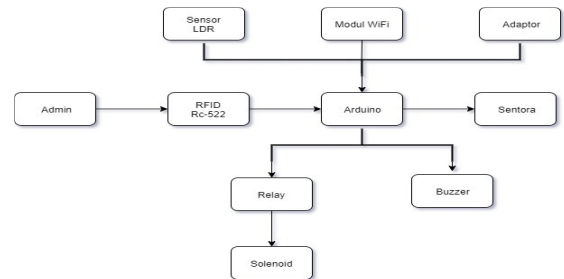 Sensor
LDR
Modul WiFi
Adaptor
Admin
RFID
Rc-522
Arduino
Sentora
Relay
Buzzer
Solenoid